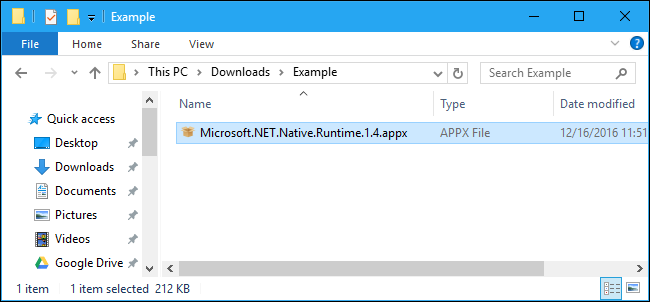 Example
File Home Share View
This PC Downloads Example Search Example
Name Type Date modified
Quick access
Microsoft.NET.Native.Runtime.1.4.appx APPX File 12/16/2016 11:51
Desktop
Downloads
Documents
Pictures
Videos
Google Drive
1 item 1 item selected 212 KB